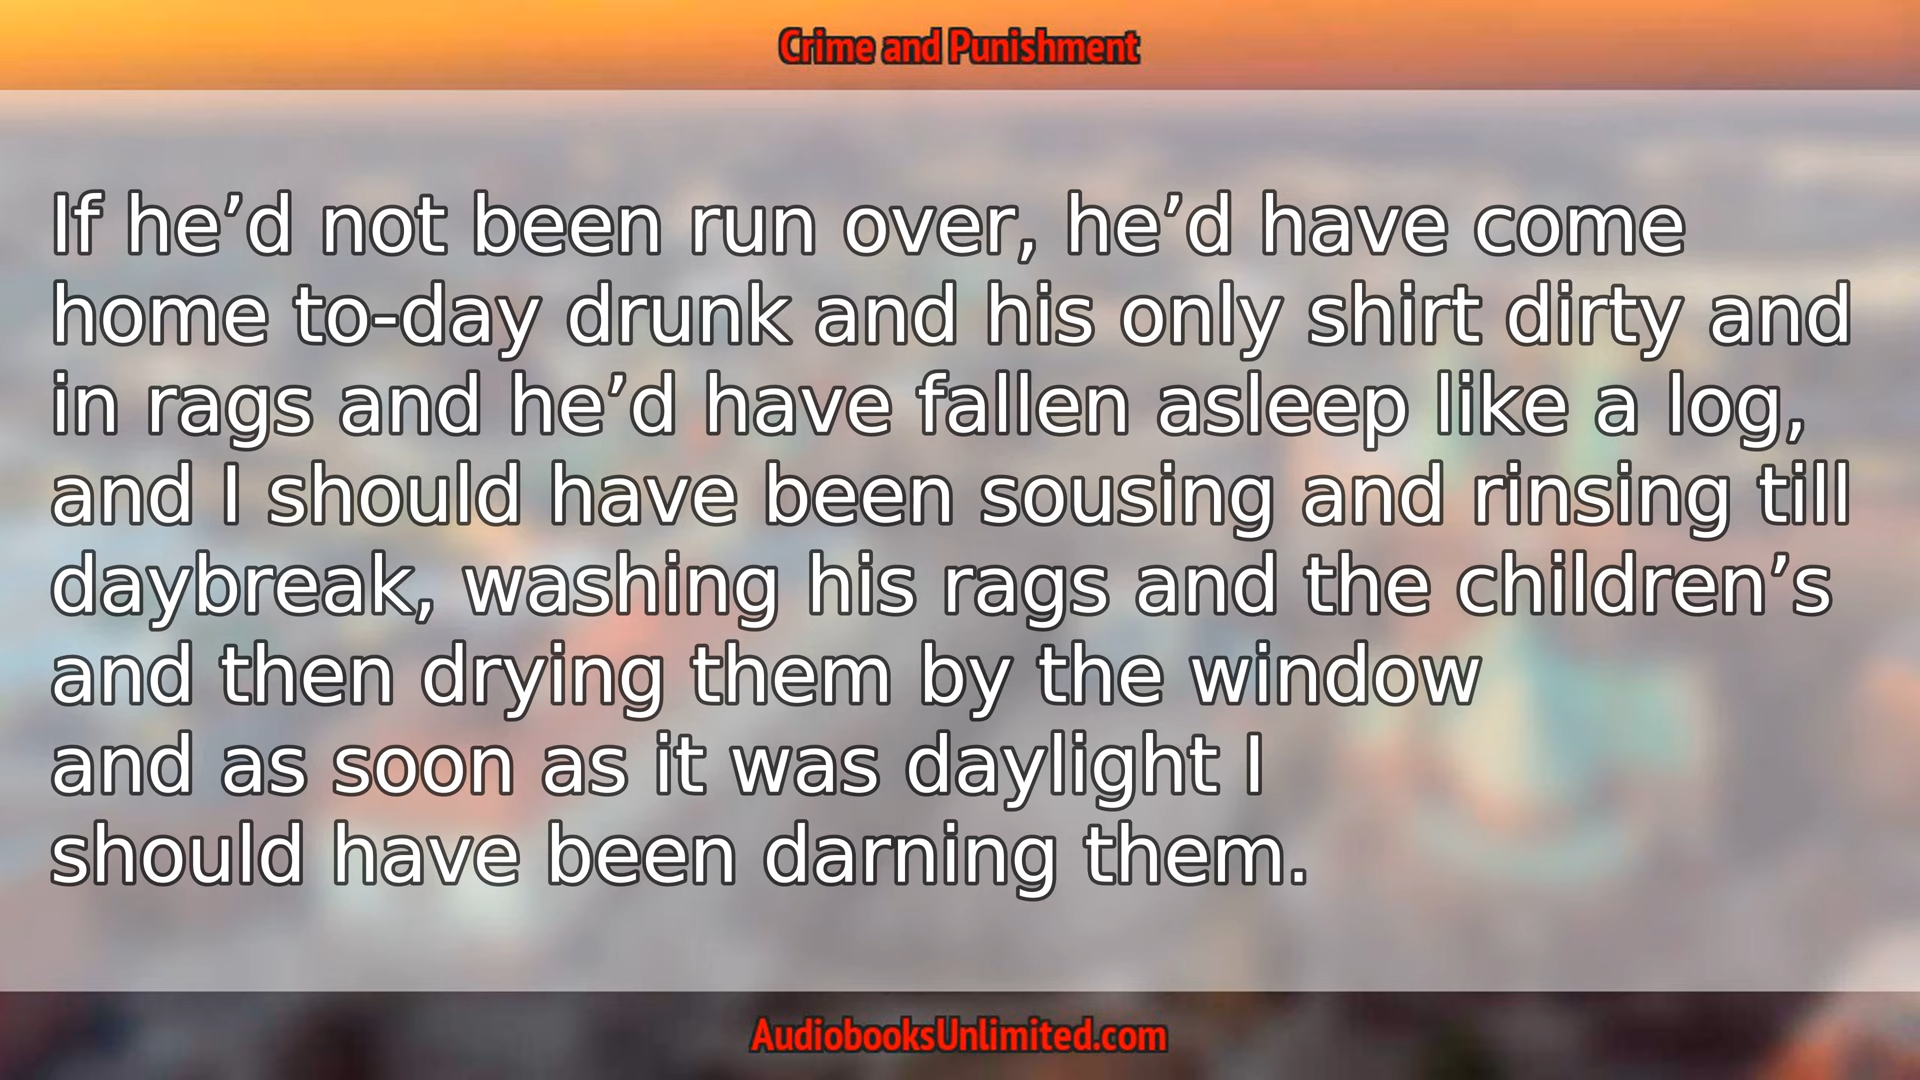 Crime and Punishment
If he’d not been run over, he’d have come
home to-day drunk and his only shirt dirty and
in rags and he’d have fallen asleep like a log,
and I should have been sousing and rinsing till
daybreak, washing his rags and the children’s
and then drying them by the window
and as soon as it was daylight I
should have been darning them.
AudiobooksUnlimited.com